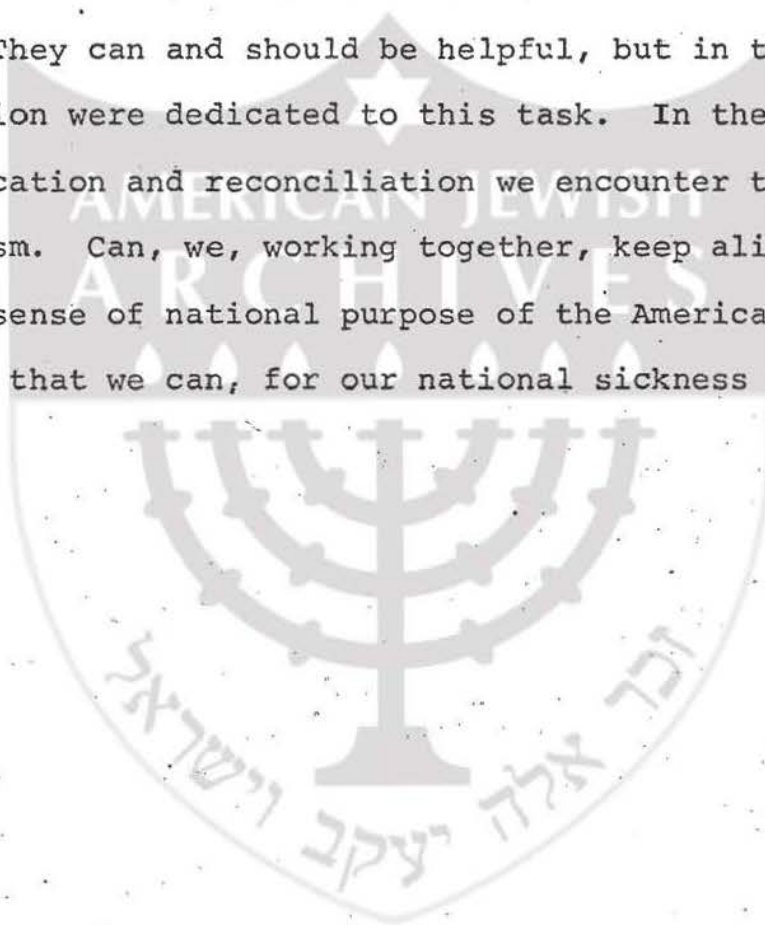 They can and should be helpful, but in t
ion were dedicated to this task. In the
cation and reconciliation we encounter t
AMERICAN JEWISH
sm. Can, we, working together, keep ali
ARCHIVES
sense of national purpose of the America
that we can, for our national sickness
זכר אלה יעקב וישראל